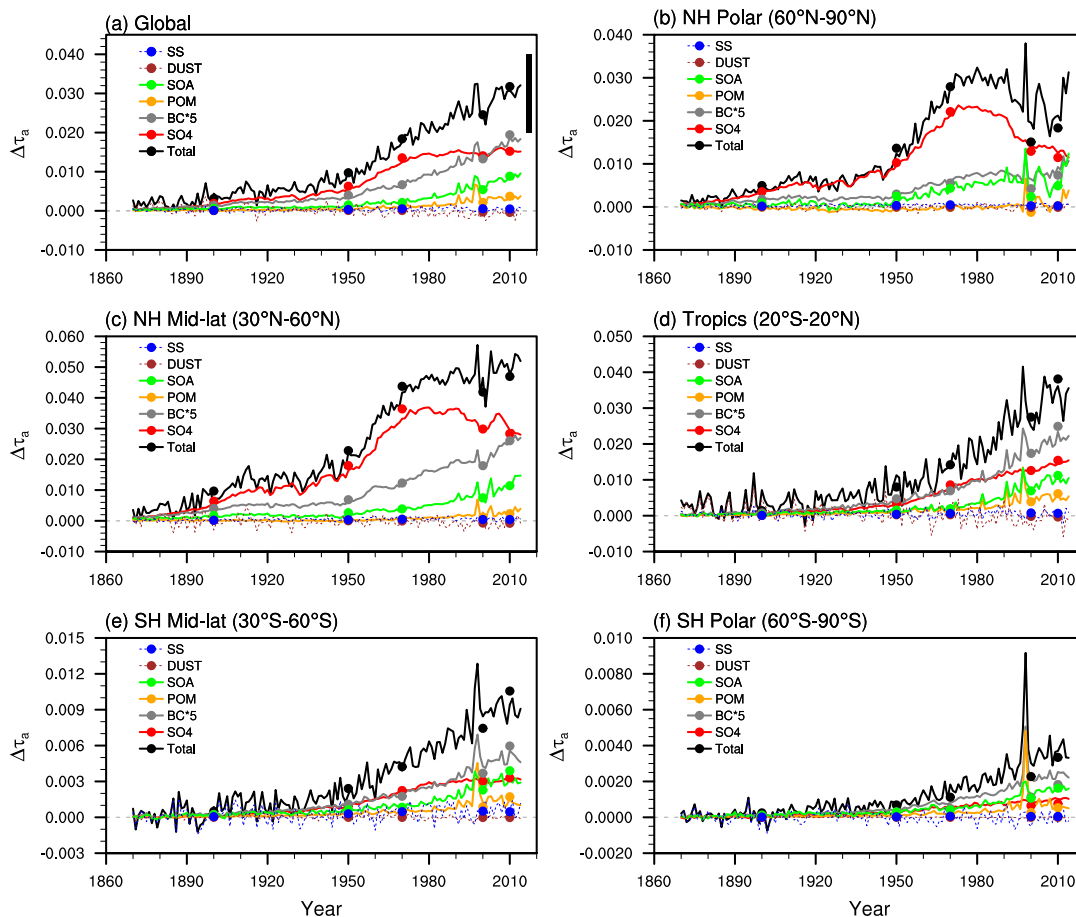 (a) Global
SS
DUST
SOA
POM
BC*5
SO4
Total
0.040
0.030
0.020
0.010
0.000
-0.010
Δτa
1860 1890 1920 1950 1980 2010
Year
(b) NH Polar (60°N-90°N)
SS
DUST
SOA
POM
BC*5
SO4
Total
0.040
0.030
0.020
0.010
0.000
-0.010
Δτa
1860 1890 1920 1950 1980 2010
Year
(c) NH Mid-lat (30°N-60°N)
SS
DUST
SOA
POM
BC*5
SO4
Total
0.060
0.050
0.040
0.030
0.020
0.010
0.000
-0.010
Δτa
1860 1890 1920 1950 1980 2010
Year
(d) Tropics (20°S-20°N)
SS
DUST
SOA
POM
BC*5
SO4
Total
0.050
0.040
0.030
0.020
0.010
0.000
-0.010
Δτa
1860 1890 1920 1950 1980 2010
Year
(e) SH Mid-lat (30°S-60°S)
SS
DUST
SOA
POM
BC*5
SO4
Total
0.015
0.012
0.009
0.006
0.003
0.000
-0.003
Δτa
1860 1890 1920 1950 1980 2010
Year
(f) SH Polar (60°S-90°S)
SS
DUST
SOA
POM
BC*5
SO4
Total
0.0100
0.0080
0.0060
0.0040
0.0020
0.0000
-0.0020
Δτa
1860 1890 1920 1950 1980 2010
Year